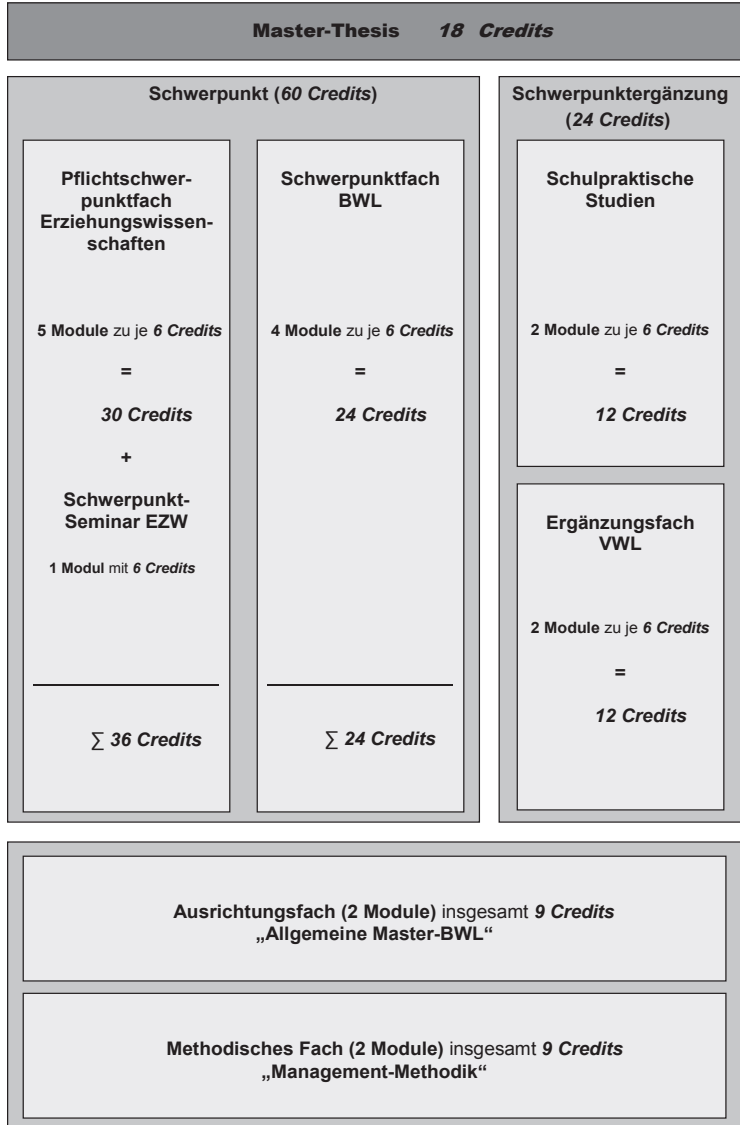 Master-Thesis 18 Credits
Schwerpunkt (60 Credits)
Pflichtschwer-
punktfach
Erziehungswissen-
schaften
5 Module zu je 6 Credits
=
30 Credits
+
Schwerpunkt-
Seminar EZW
1 Modul mit 6 Credits
∑ 36 Credits
Schwerpunktfach
BWL
4 Module zu je 6 Credits
=
24 Credits
∑ 24 Credits
Schwerpunktergänzung
(24 Credits)
Schulpraktische
Studien
2 Module zu je 6 Credits
=
12 Credits
Ergänzungsfach
VWL
2 Module zu je 6 Credits
=
12 Credits
Ausrichtungsfach (2 Module) insgesamt 9 Credits
„Allgemeine Master-BWL“
Methodisches Fach (2 Module) insgesamt 9 Credits
„Management-Methodik“